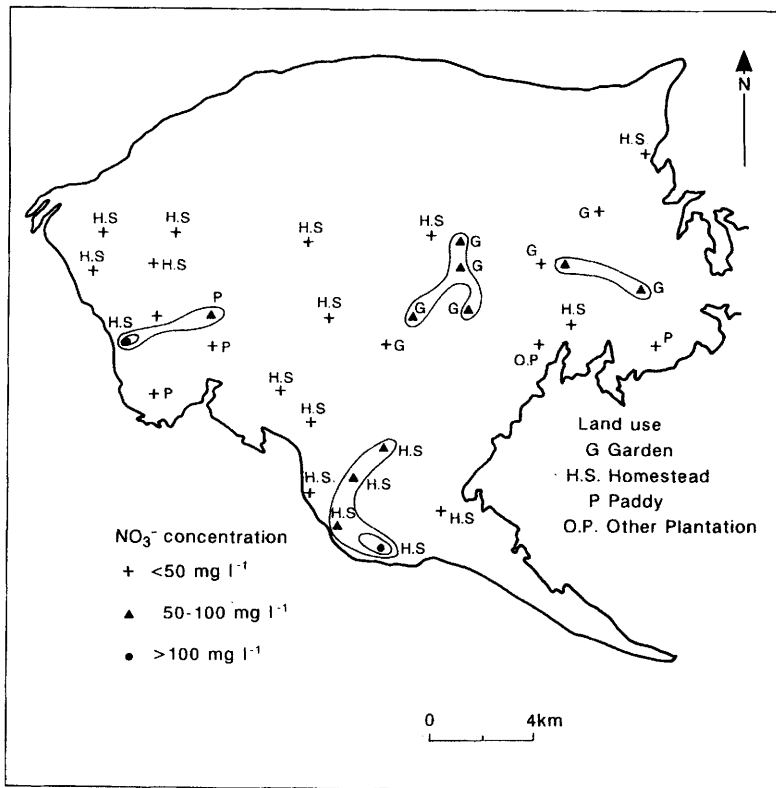 N
H.S.
G +
H.S
H.S
H.S
H.S
H.S
+ H.S
G
G
G
G
G
G
P
H.S
H.S
H.S
+ P
+ G
O.P
+ P
+ P
H.S
H.S
H.S
H.S.
H.S
H.S
H.S
H.S
Land use
G Garden
H.S. Homestead
P Paddy
O.P. Other Plantation
NO₃⁻ concentration
+ <50 mg l⁻¹
▲ 50-100 mg l⁻¹
● >100 mg l⁻¹
0 4km